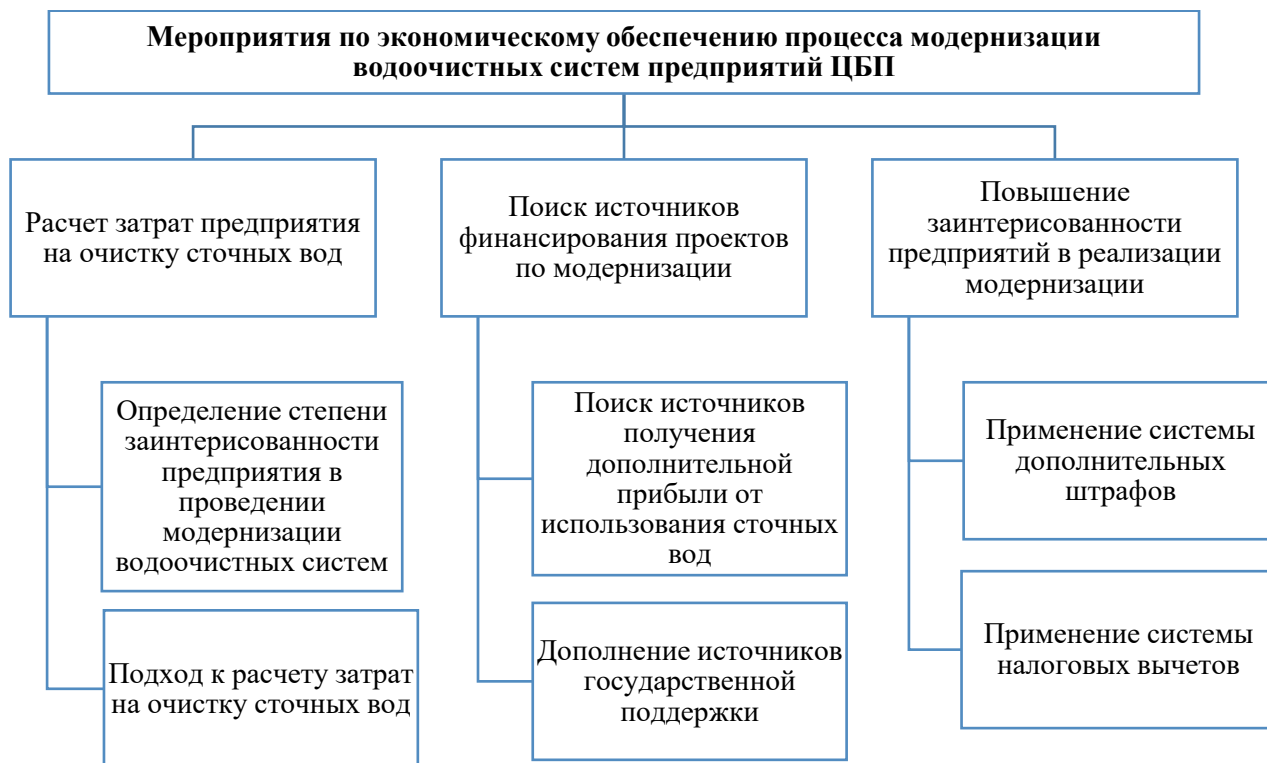 Мероприятия по экономическому обеспечению процесса модернизации
водоочистных систем предприятий ЦБП
Расчет затрат предприятия
на очистку сточных вод
Поиск источников
финансирования проектов
по модернизации
Повышение
заинтерисованности
предприятий в реализации
модернизации
Определение степени
заинтерисованности
предприятия в
проведении
модернизации
водоочистных систем
Поиск источников
получения
дополнительной
прибыли от
использования сточных
вод
Применение системы
дополнительных
штрафов
Подход к расчету затрат
на очистку сточных вод
Дополнение источников
государственной
поддержки
Применение системы
налоговых вычетов